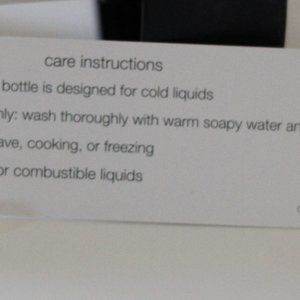 care instructions
bottle is designed for cold liquids
nly: wash thoroughly with warm soapy water an
ave, cooking, or freezing
or combustible liquids